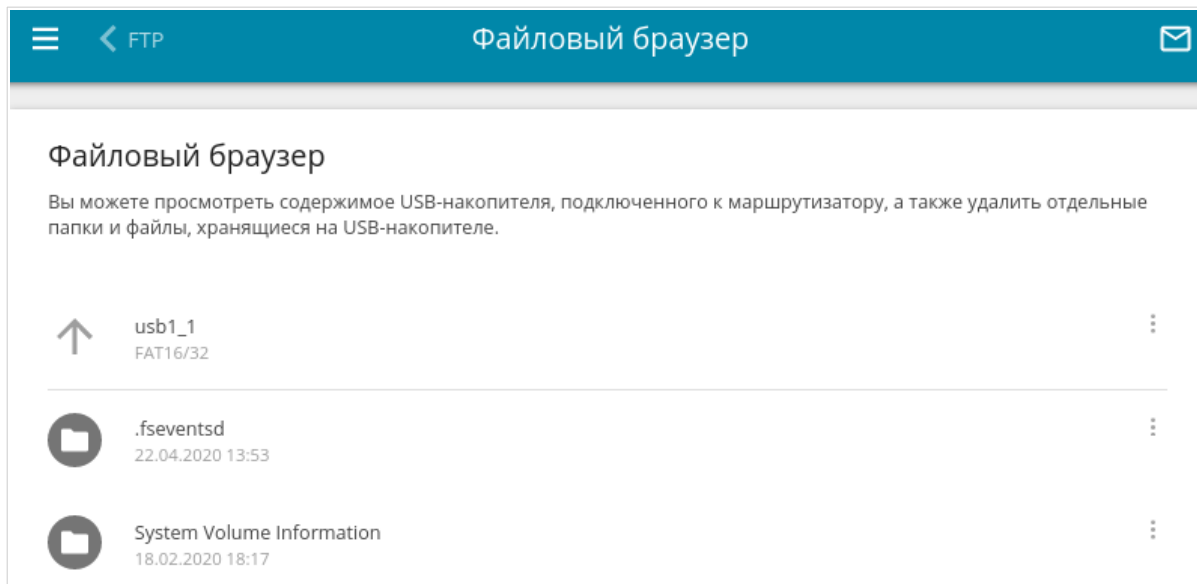 FTP
Файловый браузер
Файловый браузер
Вы можете просмотреть содержимое USB-накопителя, подключенного к маршрутизатору, а также удалить отдельные
папки и файлы, хранящиеся на USB-накопителе.
usb1_1
FAT16/32
.fseventsd
22.04.2020 13:53
System Volume Information
18.02.2020 18:17